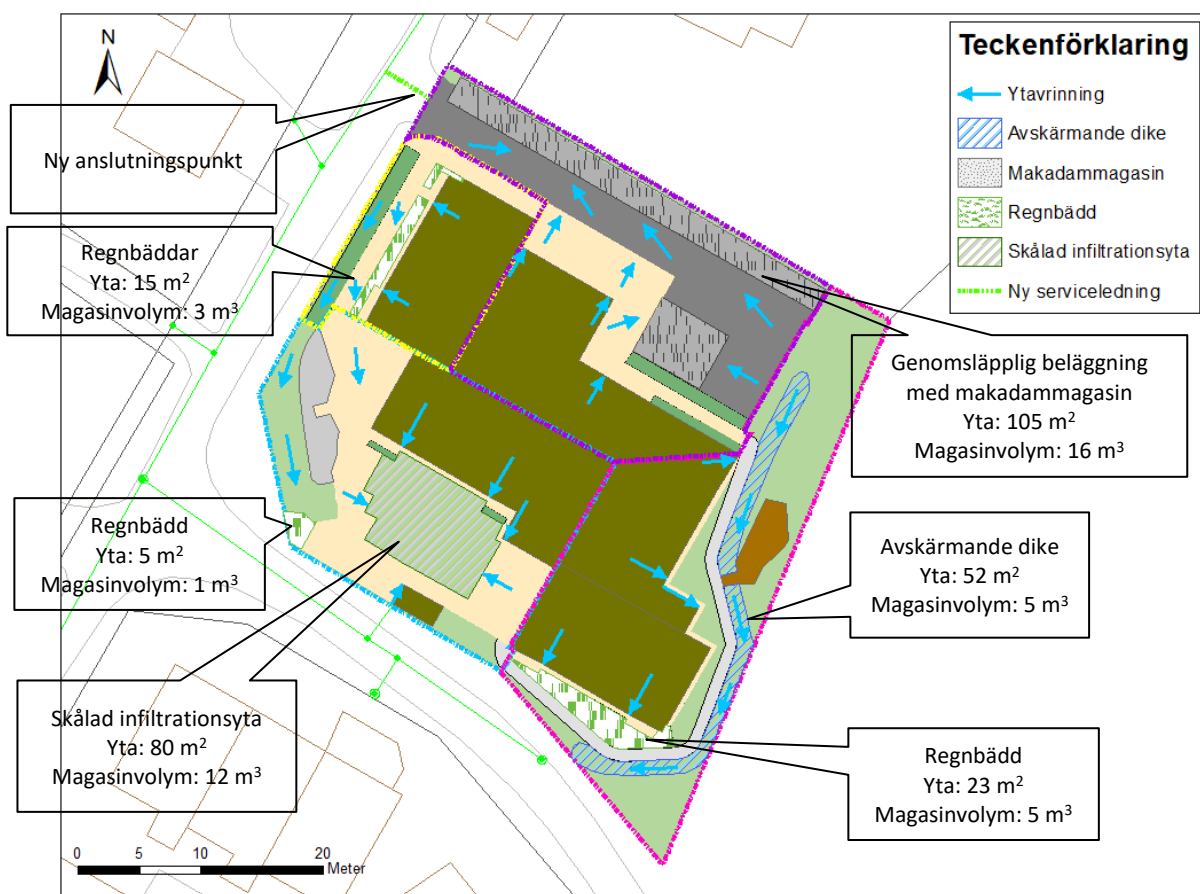 N
Ny anslutningspunkt
Regnbäddar
Yta: 15 m²
Magasinvolym: 3 m³
Regnbädd
Yta: 5 m²
Magasinvolym: 1 m³
Skålad infiltrationsyta
Yta: 80 m²
Magasinvolym: 12 m³
0 5 10 20
Meter
Teckenförklaring
Ytavrinning
Avskärmande dike
Makadammagasin
Regnbädd
Skålad infiltrationsyta
Ny serviceledning
Genomsläpplig beläggning
med makadammagasin
Yta: 105 m²
Magasinvolym: 16 m³
Avskärmande dike
Yta: 52 m²
Magasinvolym: 5 m³
Regnbädd
Yta: 23 m²
Magasinvolym: 5 m³